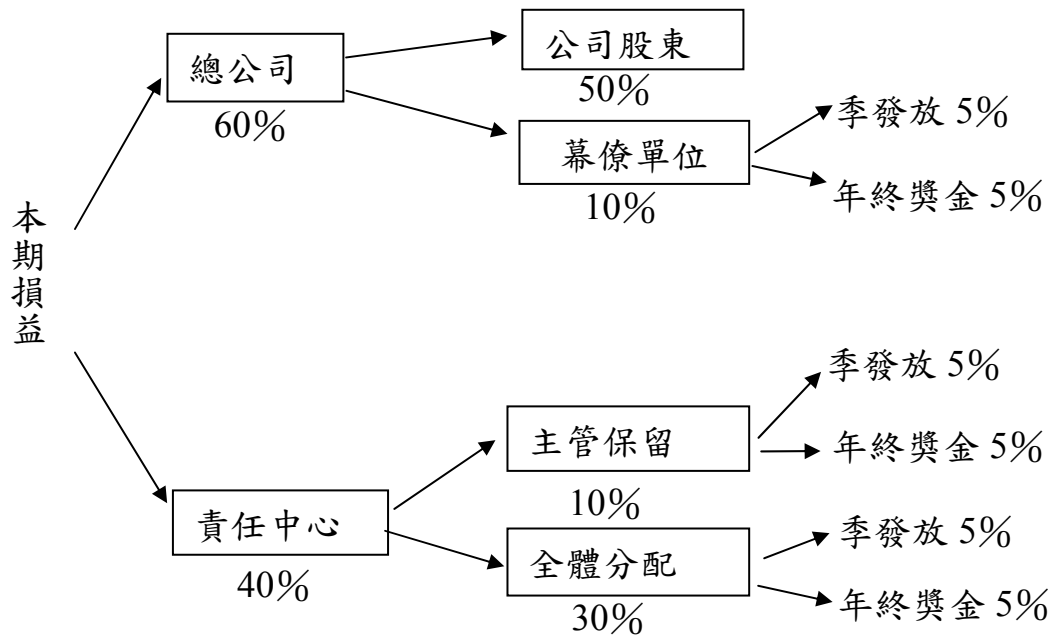 本期損益
總公司
60%
公司股東
50%
幕僚單位
10%
季發放 5%
年終獎金 5%
責任中心
40%
主管保留
10%
季發放 5%
年終獎金 5%
全體分配
30%
季發放 5%
年終獎金 5%